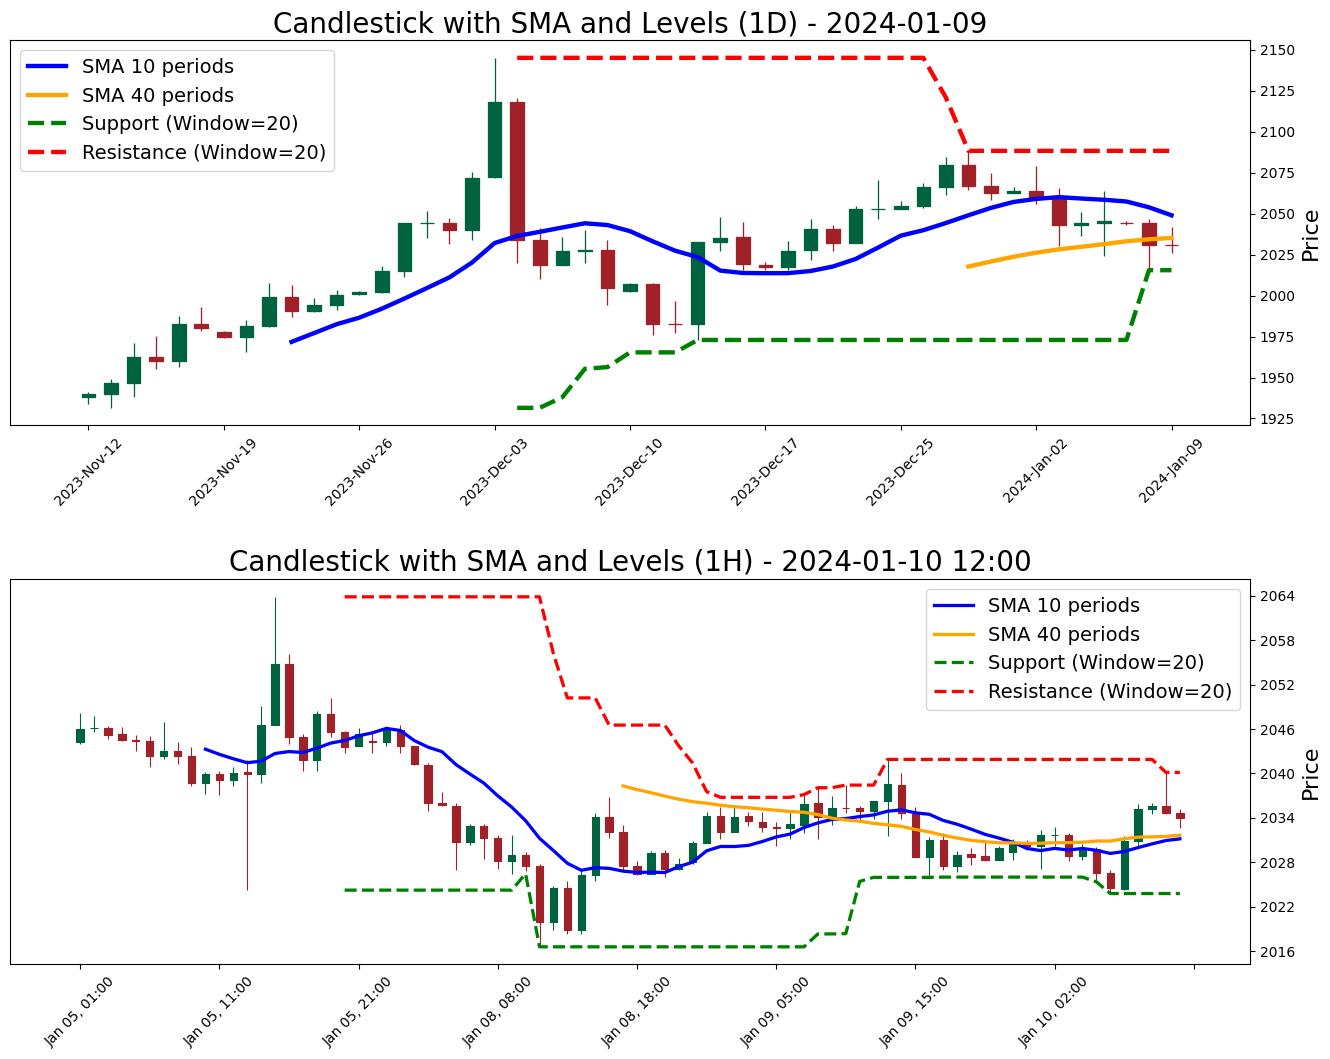 Candlestick with SMA and Levels (1D) - 2024-01-09
SMA 10 periods
SMA 40 periods
Support (Window=20)
Resistance (Window=20)
2150
2125
2100
2075
2050
2025
2000
1975
1950
1925
Price
2023-Nov-12
2023-Nov-19
2023-Nov-26
2023-Dec-03
2023-Dec-10
2023-Dec-17
2023-Dec-25
2024-Jan-02
2024-Jan-09
Candlestick with SMA and Levels (1H) - 2024-01-10 12:00
SMA 10 periods
SMA 40 periods
Support (Window=20)
Resistance (Window=20)
2064
2058
2052
2046
2040
2034
2028
2022
2016
Price
Jan 05, 01:00
Jan 05, 11:00
Jan 05, 21:00
Jan 08, 08:00
Jan 08, 18:00
Jan 09, 05:00
Jan 09, 15:00
Jan 10, 02:00